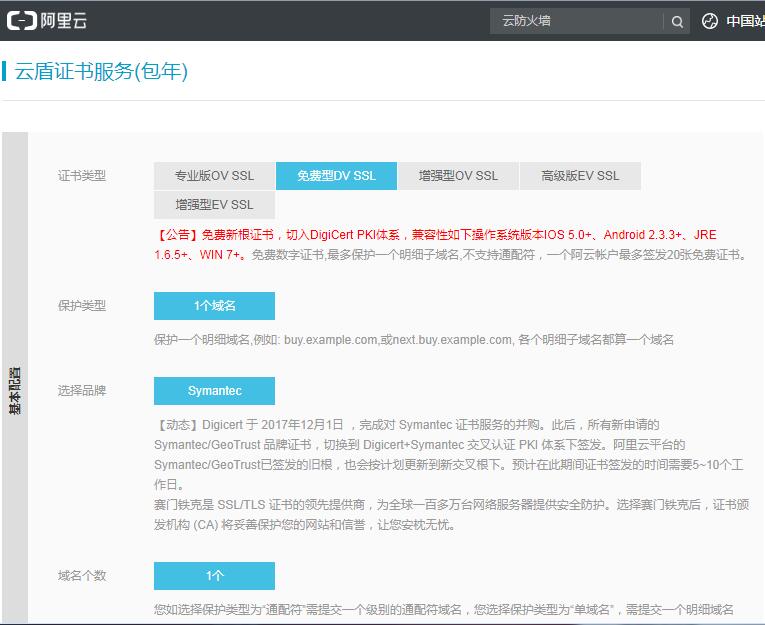 阿里云
云防火墙
中国站
云盾证书服务(包年)
基本配置
证书类型
专业版OV SSL
免费型DV SSL
增强型OV SSL
高级版EV SSL
增强型EV SSL
【公告】免费新根证书，切入DigiCert PKI体系，兼容性如下操作系统版本IOS 5.0+、Android 2.3.3+、JRE
1.6.5+、WIN 7+。免费数字证书,最多保护一个明细子域名,不支持通配符，一个阿云帐户最多签发20张免费证书。
保护类型
1个域名
保护一个明细域名,例如: buy.example.com,或next.buy.example.com, 各个明细子域名都算一个域名
选择品牌
Symantec
【动态】Digicert 于 2017年12月1日 ，完成对 Symantec 证书服务的并购。此后，所有新申请的
Symantec/GeoTrust 品牌证书，切换到 Digicert+Symantec 交叉认证 PKI 体系下签发。阿里云平台的
Symantec/GeoTrust已签发的旧根，也会按计划更新到新交叉根下。预计在此期间证书签发的时间需要5~10个工
作日。
赛门铁克是 SSL/TLS 证书的领先提供商，为全球一百多万台网络服务器提供安全防护。选择赛门铁克后，证书颁
发机构 (CA) 将妥善保护您的网站和信誉，让您安枕无忧。
域名个数
1个
您如选择保护类型为“通配符”需提交一个级别的通配符域名，您选择保护类型为“单域名”，需提交一个明细域名